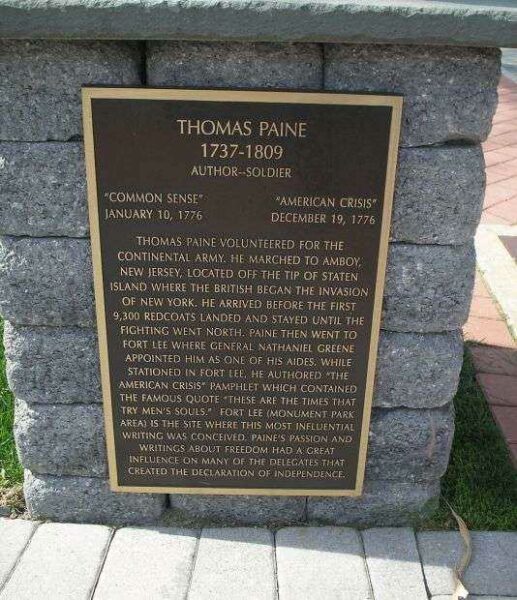 THOMAS PAINE
1737-1809
AUTHOR--SOLDIER
"COMMON SENSE" "AMERICAN CRISIS"
JANUARY 10, 1776 DECEMBER 19, 1776
THOMAS PAINE VOLUNTEERED FOR THE
CONTINENTAL ARMY. HE MARCHED TO AMBOY,
NEW JERSEY, LOCATED OFF THE TIP OF STATEN
ISLAND WHERE THE BRITISH BEGAN THE INVASION
OF NEW YORK. HE ARRIVED BEFORE THE FIRST
9,300 REDCOATS LANDED AND STAYED UNTIL THE
FIGHTING WENT NORTH. PAINE THEN WENT TO
FORT LEE WHERE GENERAL NATHANIEL GREENE
APPOINTED HIM AS ONE OF HIS AIDES. WHILE
STATIONED IN FORT LEE, HE AUTHORED "THE
AMERICAN CRISIS" PAMPHLET WHICH CONTAINED
THE FAMOUS QUOTE "THESE ARE THE TIMES THAT
TRY MEN'S SOULS." FORT LEE (MONUMENT PARK
AREA) IS THE SITE WHERE THIS MOST INFLUENTIAL
WRITING WAS CONCEIVED. PAINE'S PASSION AND
WRITINGS ABOUT FREEDOM HAD A GREAT
INFLUENCE ON MANY OF THE DELEGATES THAT
CREATED THE DECLARATION OF INDEPENDENCE.